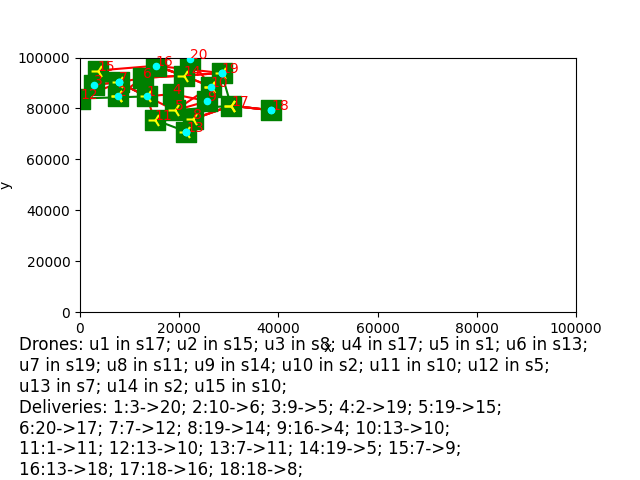 20
16
19
100000
80000
17
18
60000
y
40000
20000
0
0 20000 40000 60000 80000 100000
x
Drones: u1 in s17; u2 in s15; u3 in s8; u4 in s17; u5 in s1; u6 in s13;
u7 in s19; u8 in s11; u9 in s14; u10 in s2; u11 in s10; u12 in s5;
u13 in s7; u14 in s2; u15 in s10;
Deliveries: 1:3->20; 2:10->6; 3:9->5; 4:2->19; 5:19->15;
6:20->17; 7:7->12; 8:19->14; 9:16->4; 10:13->10;
11:1->11; 12:13->10; 13:7->11; 14:19->5; 15:7->9;
16:13->18; 17:18->16; 18:18->8;